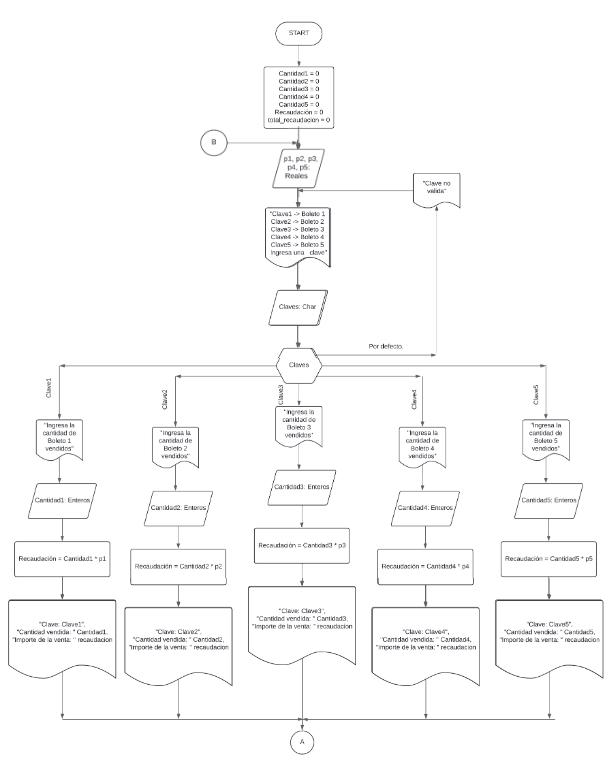 START
Cantidad1 = 0
Cantidad2 = 0
Cantidad3 = 0
Cantidad4 = 0
Cantidad5 = 0
Recaudación = 0
total_recaudacion = 0
B
p1, p2, p3,
p4, p5:
Reales
"Clave no
valida"
"Clave1 -> Boleto 1
Clave2 -> Boleto 2
Clave3 -> Boleto 3
Clave4 -> Boleto 4
Clave5 -> Boleto 5
Ingresa una clave"
Claves: Char
Por defecto.
Claves
Clave1
Clave2
Clave3
Clave4
Clave5
"Ingresa la
cantidad de
Boleto 1
vendidos"
"Ingresa la
cantidad de
Boleto 2
vendidos"
"Ingresa la
cantidad de
Boleto 3
vendidos"
"Ingresa la
cantidad de
Boleto 4
vendidos"
"Ingresa la
cantidad de
Boleto 5
vendidos"
Cantidad1: Enteros
Cantidad2: Enteros
Cantidad3: Enteros
Cantidad4: Enteros
Cantidad5: Enteros
Recaudación = Cantidad1 * p1
Recaudación = Cantidad2 * p2
Recaudación = Cantidad3 * p3
Recaudación = Cantidad4 * p4
Recaudación = Cantidad5 * p5
"Clave: Clave1",
"Cantidad vendida: " Cantidad1,
"Importe de la venta: " recaudacion
"Clave: Clave2",
"Cantidad vendida: " Cantidad2,
"Importe de la venta: " recaudacion
"Clave: Clave3",
"Cantidad vendida: " Cantidad3,
"Importe de la venta: " recaudacion
"Clave: Clave4",
"Cantidad vendida: " Cantidad4,
"Importe de la venta: " recaudacion
"Clave: Clave5",
"Cantidad vendida: " Cantidad5,
"Importe de la venta: " recaudacion
A